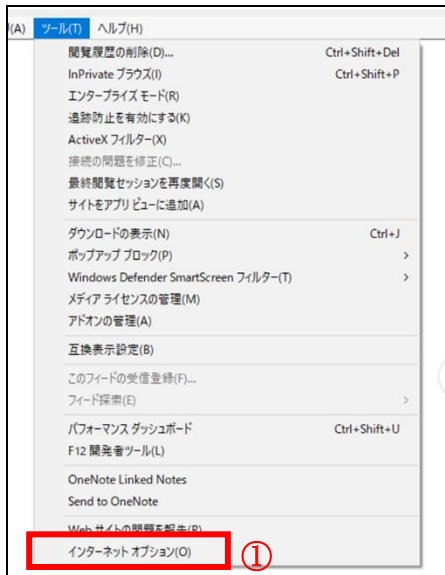 (A) ツール(T) ヘルプ(H)
閲覧履歴の削除(D)... Ctrl+Shift+Del
InPrivate ブラウズ(I) Ctrl+Shift+P
エンタープライズ モード(R)
追跡防止を有効にする(K)
ActiveX フィルター(X)
接続の問題を修正(C)...
最終閲覧セッションを再度開く(S)
サイトをアプリ ビューに追加(A)
ダウンロードの表示(N) Ctrl+J
ポップアップ ブロック(P) >
Windows Defender SmartScreen フィルター(T) >
メディア ライセンスの管理(M)
アドオンの管理(A)
互換表示設定(B)
このフィードの受信登録(F)...
フィード探索(E) >
パフォーマンス ダッシュボード Ctrl+Shift+U
F12 開発者ツール(L)
OneNote Linked Notes
Send to OneNote
Web サイトの問題を報告(R)
インターネット オプション(O) ①